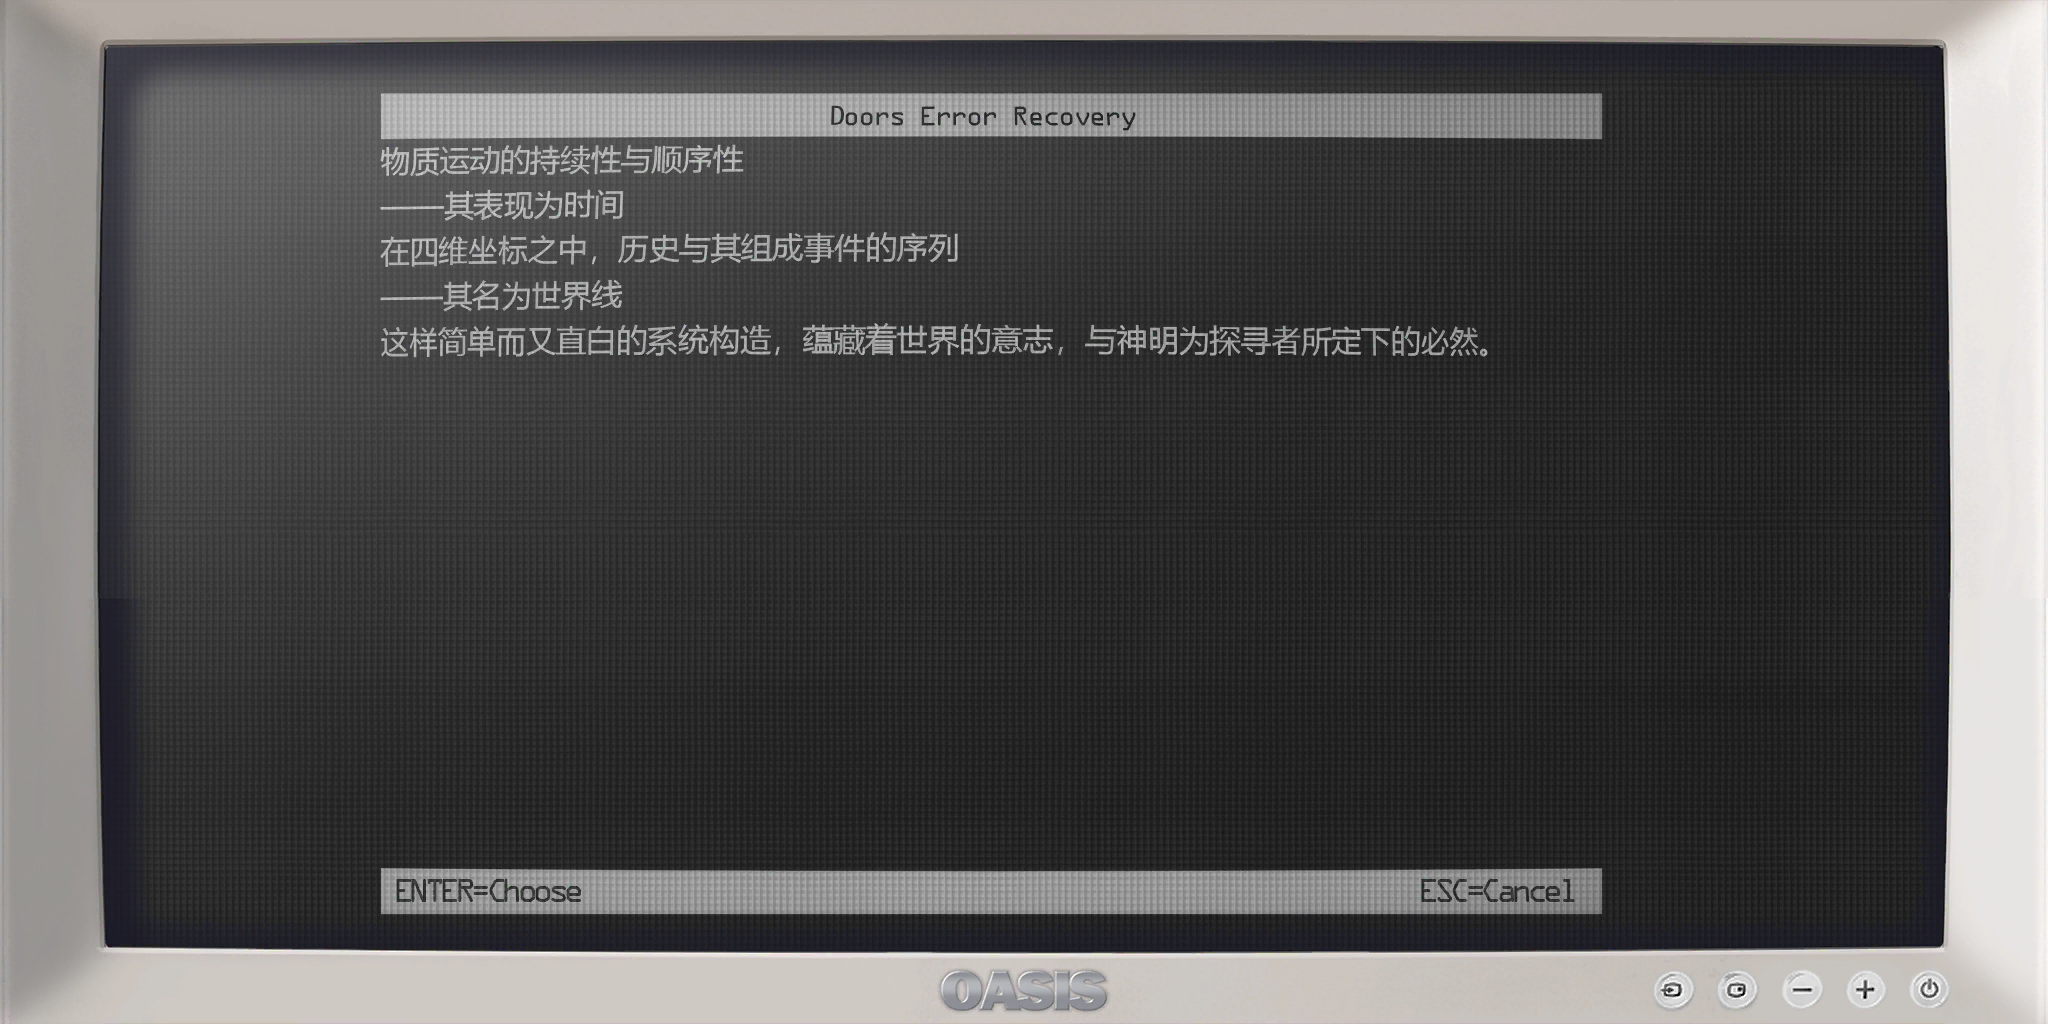 Doors Error Recovery
物质运动的持续性与顺序性
——其表现为时间
在四维坐标之中，历史与其组成事件的序列
——其名为世界线
这样简单而又直白的系统构造，蕴藏着世界的意志，与神明为探寻者所定下的必然。
ENTER=Choose ESC=Cancel
OASIS